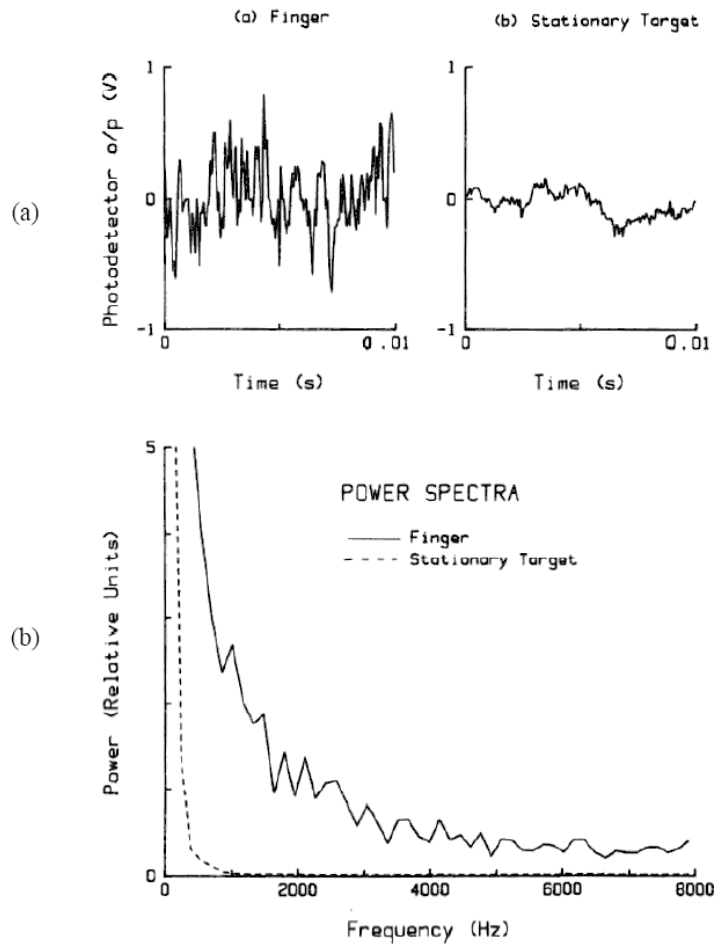 (a) Finger
(b) Stationary Target
(a)
Photodetector o/p (V)
1
0
-1
0
0.01
Time (s)
1
0
-1
0
0.01
Time (s)
(b)
Power (Relative Units)
5
0
POWER SPECTRA
Finger
Stationary Target
0
2000
4000
6000
8000
Frequency (Hz)